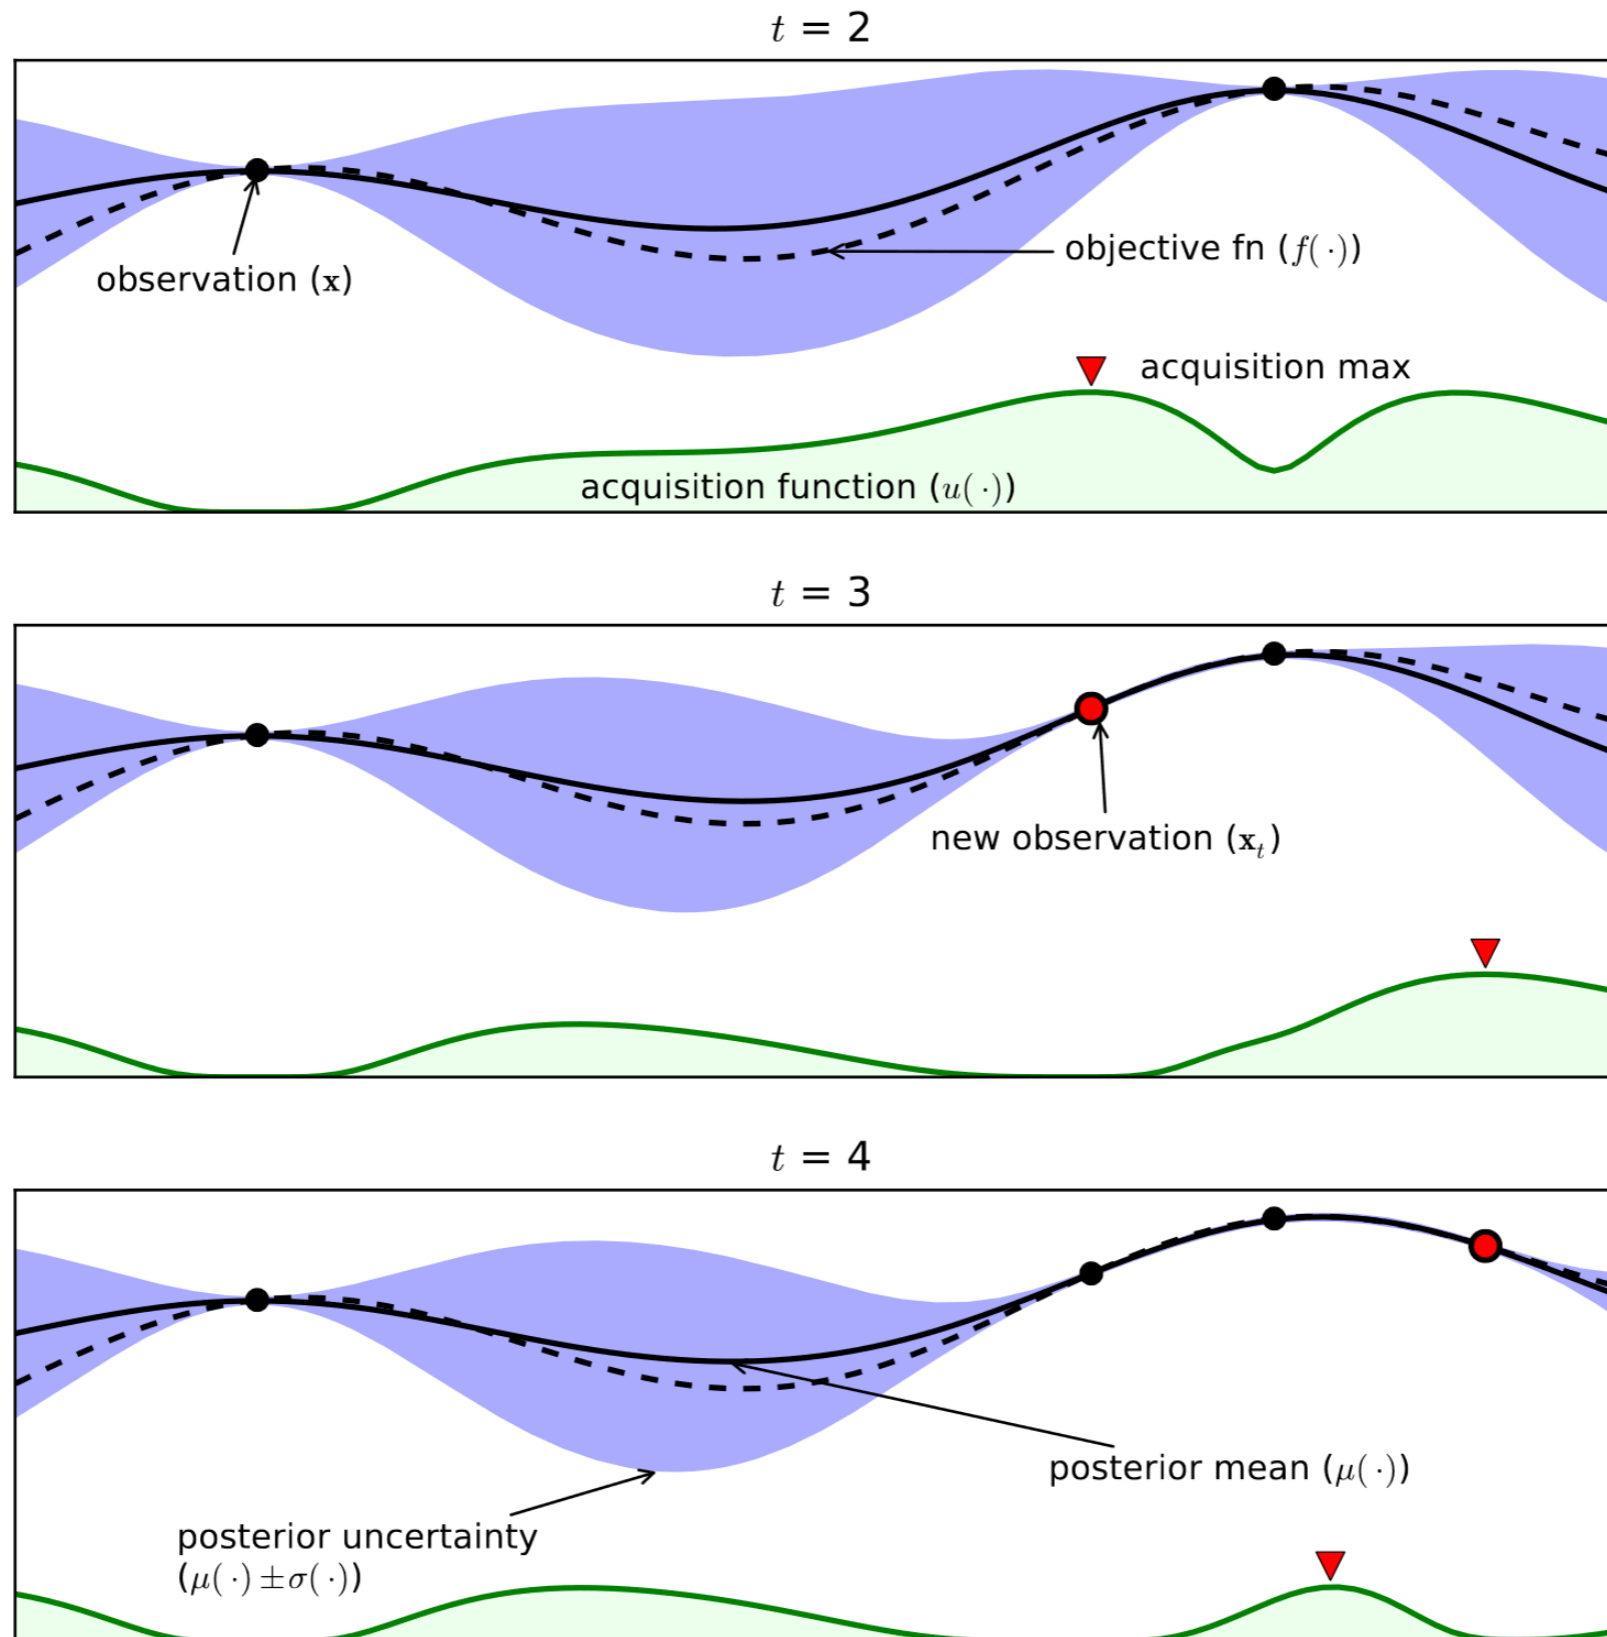 t = 2
observation (x)
objective fn (f(·))
acquisition max
acquisition function (u(·))
t = 3
new observation (xₜ)
t = 4
posterior mean (μ(·))
posterior uncertainty
(μ(·)±σ(·))